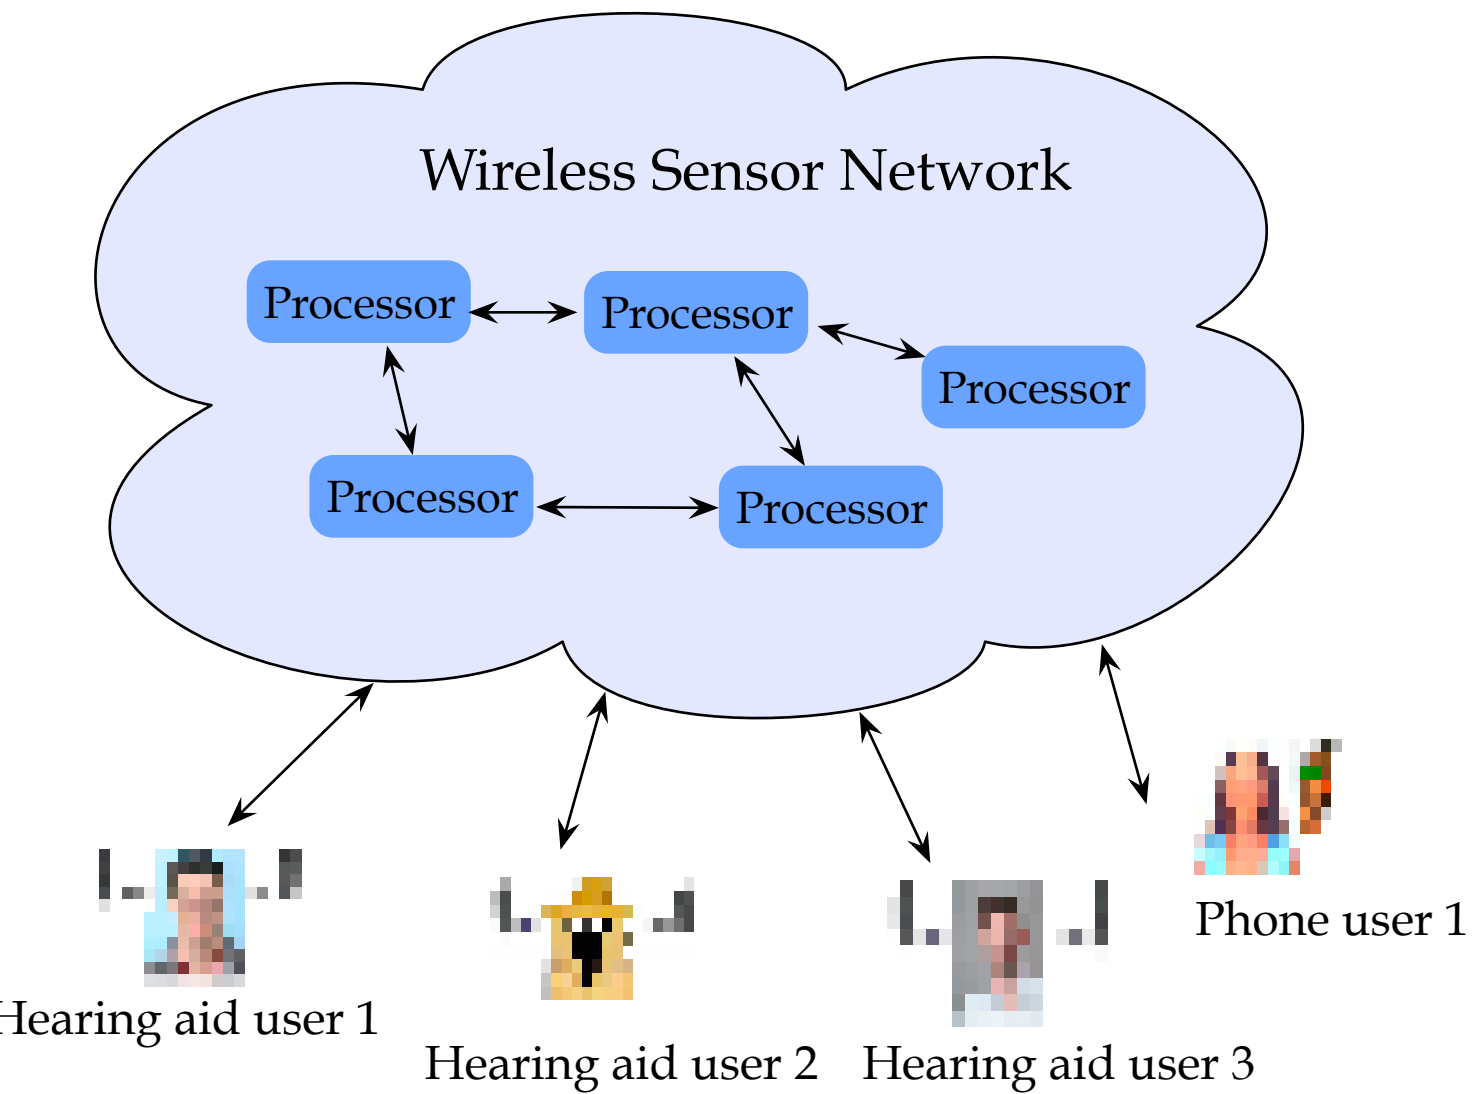 Wireless Sensor Network
Processor
Processor
Processor
Processor
Processor
Phone user 1
Hearing aid user 1
Hearing aid user 2
Hearing aid user 3